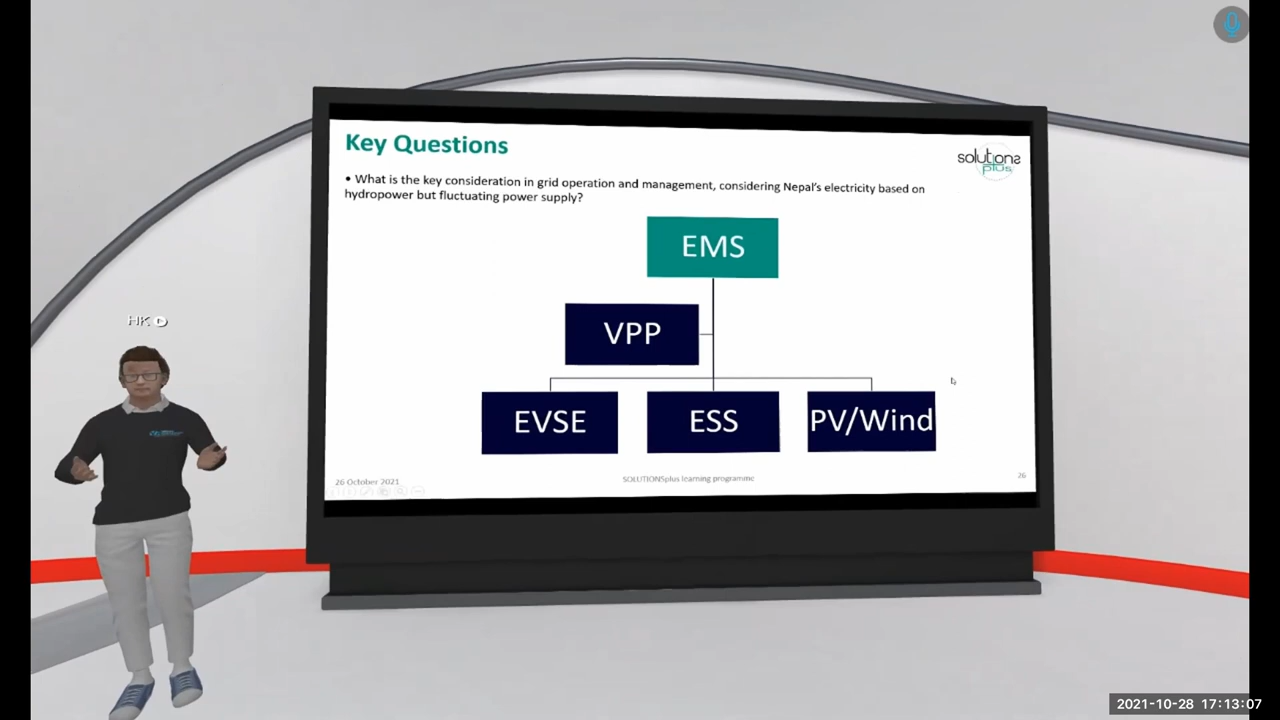 Key Questions
solutions
plus
• What is the key consideration in grid operation and management, considering Nepal's electricity based on
hydropower but fluctuating power supply?
EMS
VPP
EVSE
ESS
PV/Wind
HK
26 October 2021
SOLUTIONSplus learning programme
26
2021-10-28 17:13:07